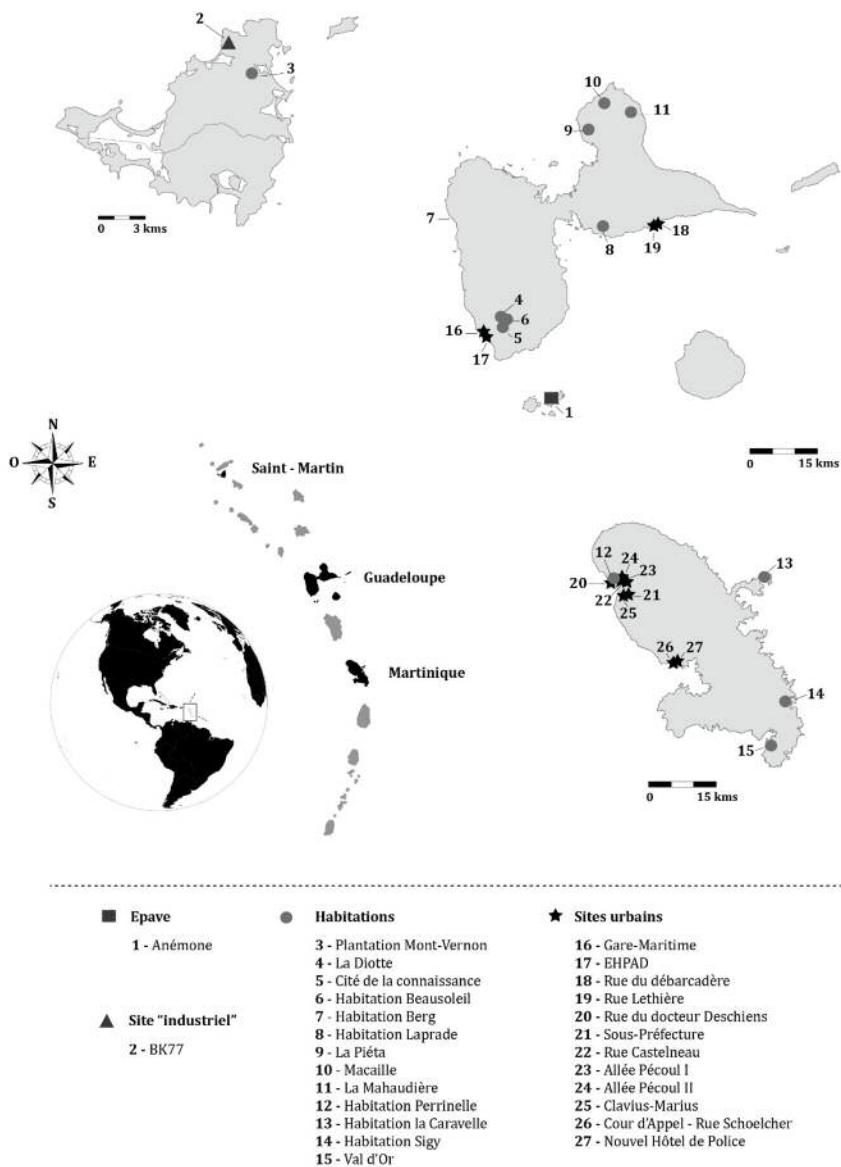 2
3
0 3 kms
10
11
9
7
8
19
18
4
6
5
16
17
1
0 15 kms
N
O E
S
Saint - Martin
Guadeloupe
Martinique
24
12
23
13
20
22
21
25
26 27
14
15
0 15 kms
Epave
1 - Anémone
Site "industriel"
2 - BK77
Habitations
3 - Plantation Mont-Vernon
4 - La Diotte
5 - Cité de la connaissance
6 - Habitation Beausoleil
7 - Habitation Berg
8 - Habitation Laprade
9 - La Piéta
10 - Macaille
11 - La Mahaudière
12 - Habitation Perrinelle
13 - Habitation la Caravelle
14 - Habitation Sigy
15 - Val d'Or
Sites urbains
16 - Gare-Maritime
17 - EHPAD
18 - Rue du débarcadère
19 - Rue Lethière
20 - Rue du docteur Deschiens
21 - Sous-Préfecture
22 - Rue Castelneau
23 - Allée Pécoul I
24 - Allée Pécoul II
25 - Clavius-Marius
26 - Cour d'Appel - Rue Schoelcher
27 - Nouvel Hôtel de Police